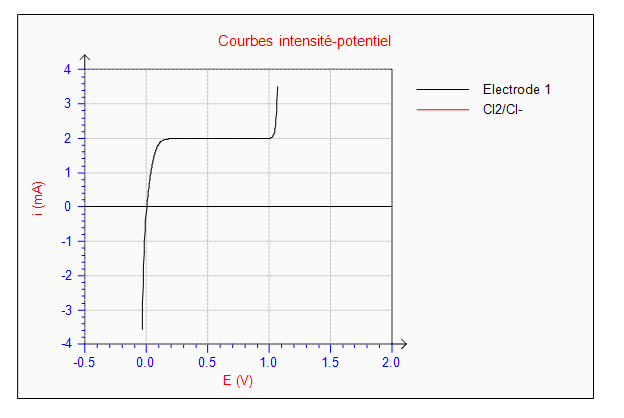 Courbes intensité-potentiel
4
3
2
1
0
-1
-2
-3
-4
i (mA)
-0.5 0.0 0.5 1.0 1.5 2.0
E (V)
Electrode 1
Cl2/Cl-